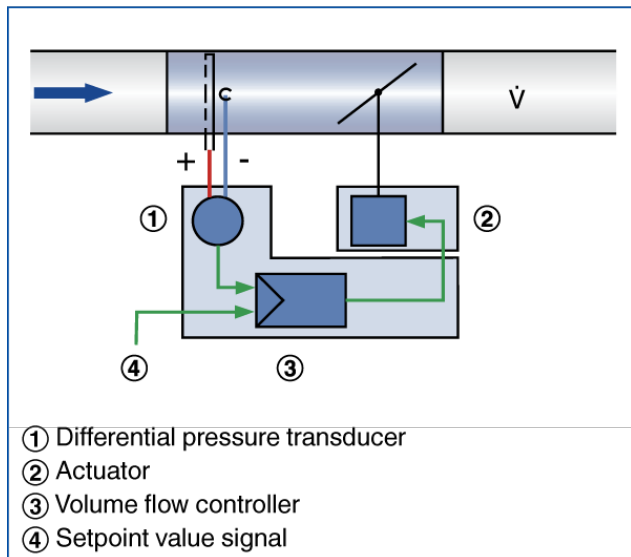 V̇
+ -
①
②
④
③
① Differential pressure transducer
② Actuator
③ Volume flow controller
④ Setpoint value signal